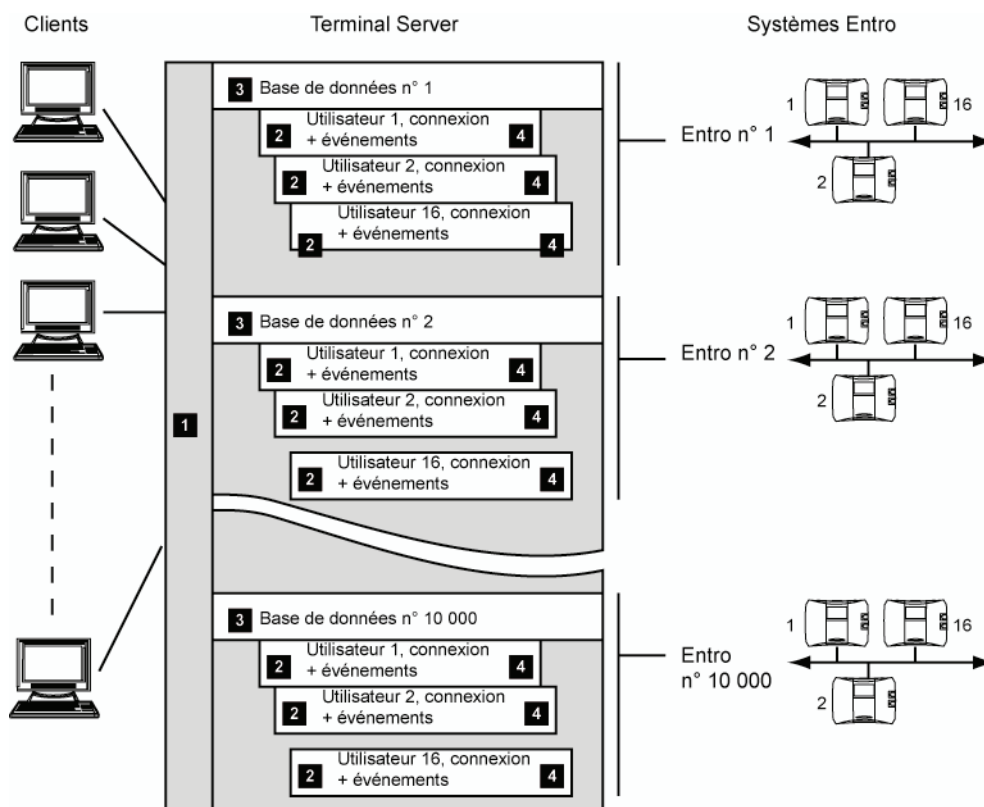 Clients
Terminal Server
Systèmes Entro
3 Base de données n° 1
2 Utilisateur 1, connexion 4
+ événements
2 Utilisateur 2, connexion 4
+ événements
Utilisateur 16, connexion
+ événements
2 4
Entro n° 1
1 16
2
3 Base de données n° 2
2 Utilisateur 1, connexion 4
+ événements
2 Utilisateur 2, connexion 4
+ événements
2 Utilisateur 16, connexion 4
+ événements
Entro n° 2
1 16
2
1
3 Base de données n° 10 000
2 Utilisateur 1, connexion 4
+ événements
2 Utilisateur 2, connexion 4
+ événements
2 Utilisateur 16, connexion 4
+ événements
Entro
n° 10 000
1 16
2